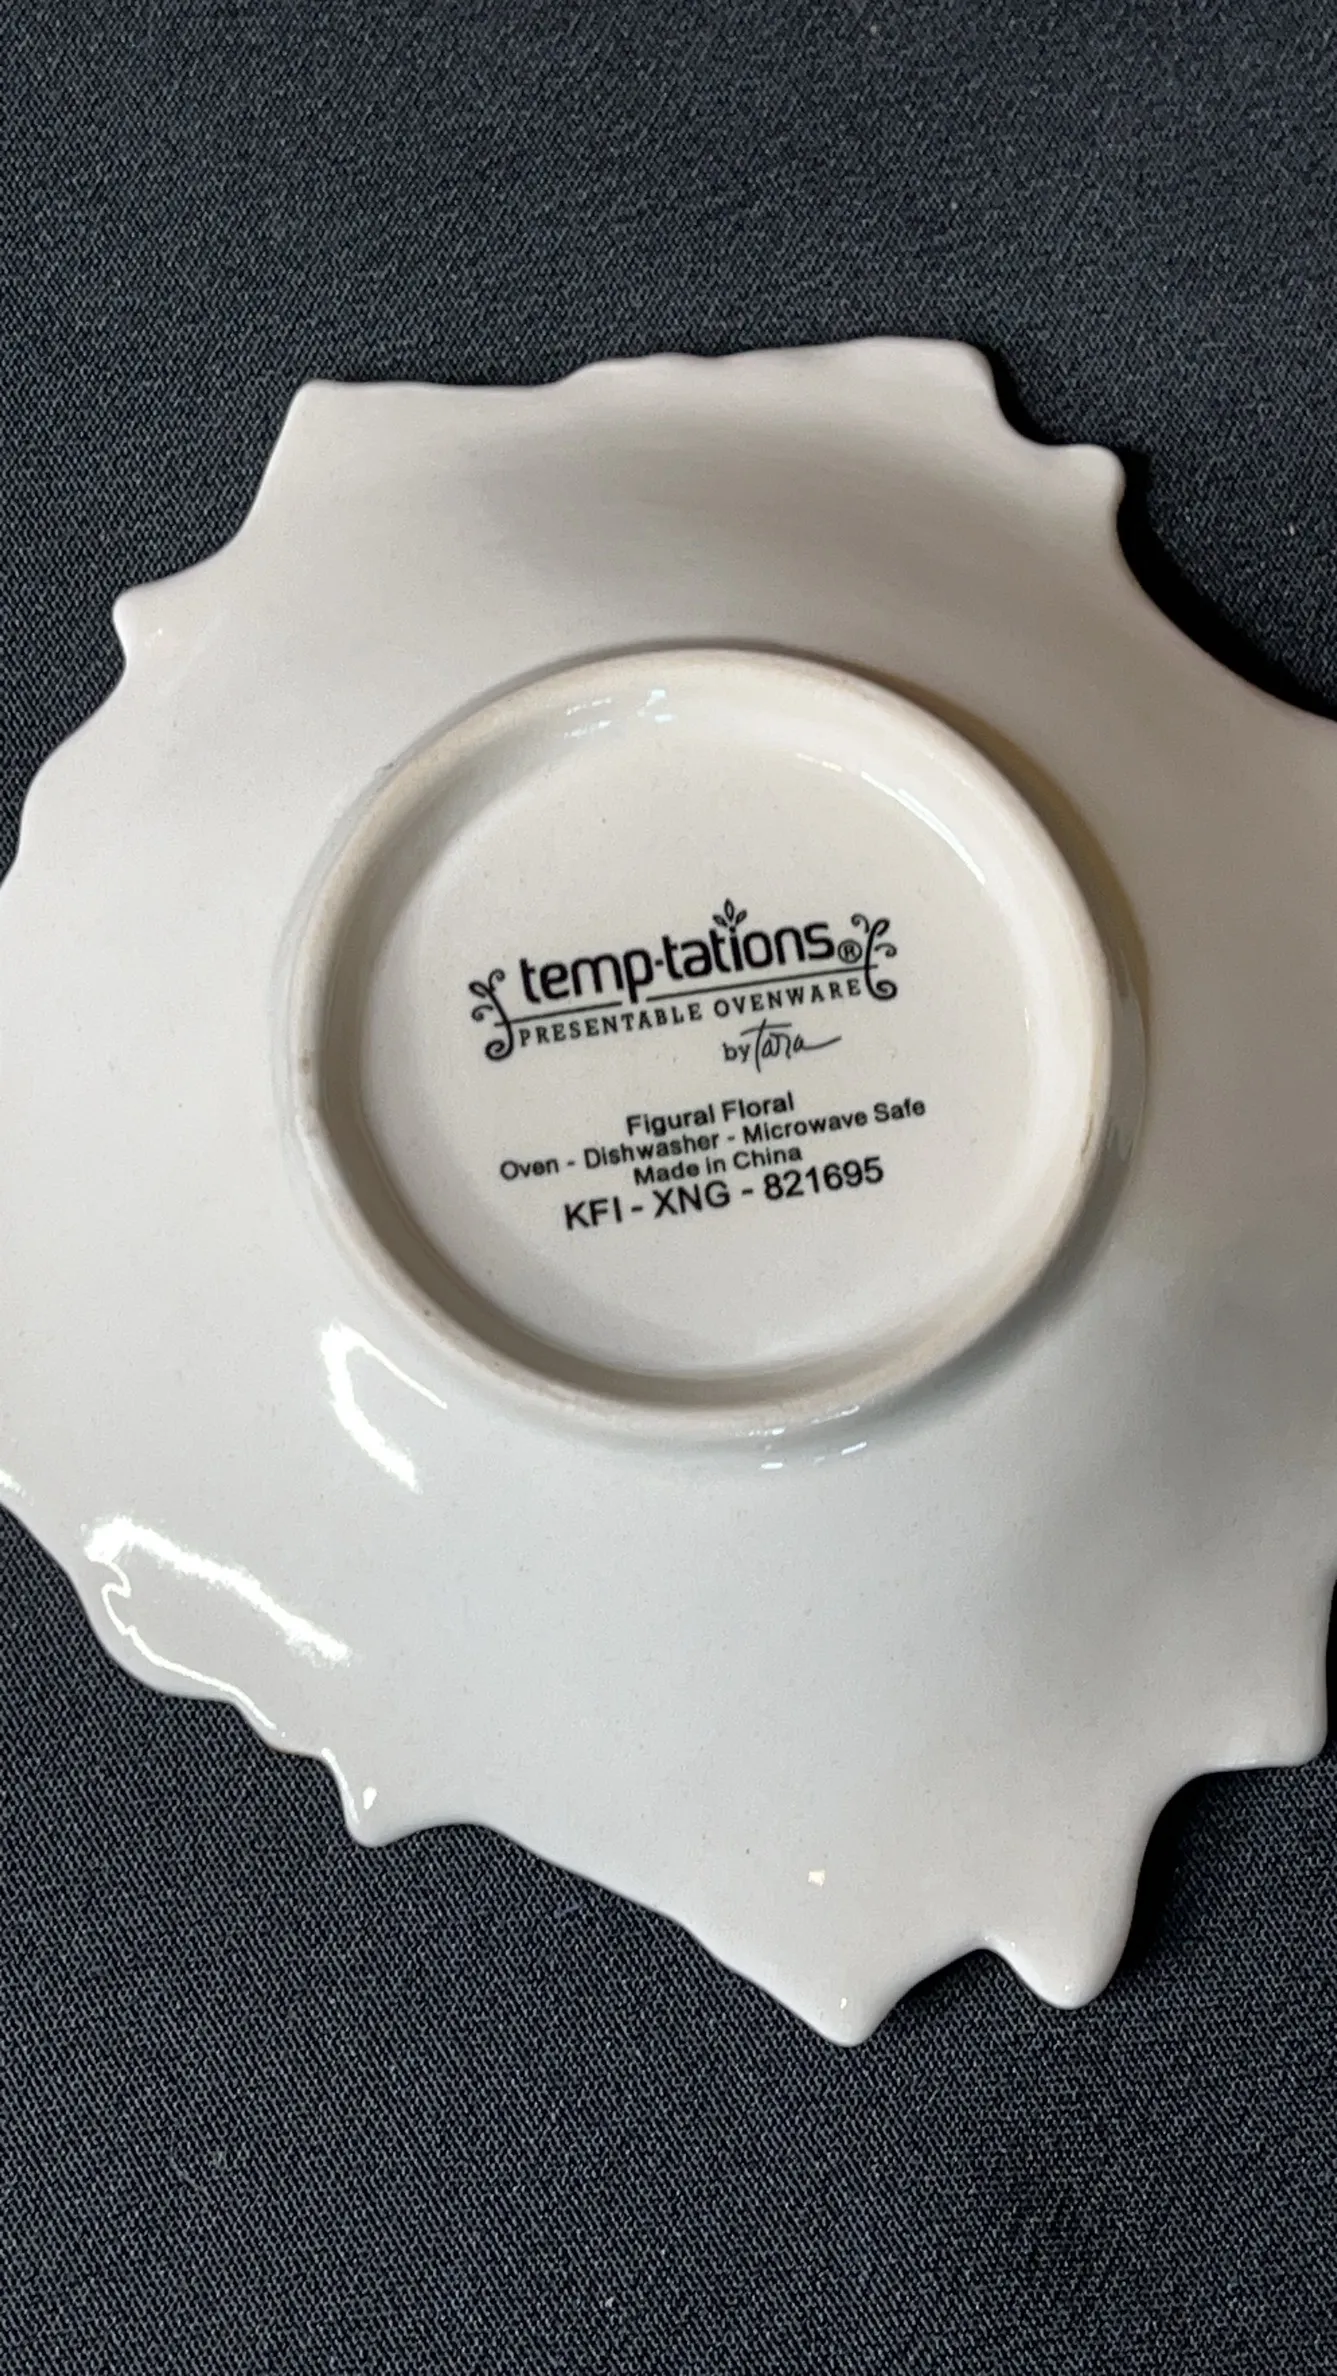 temp-tations®
PRESENTABLE OVENWARE
by Tara
Figural Floral
Oven - Dishwasher - Microwave Safe
Made in China
KFI - XNG - 821695